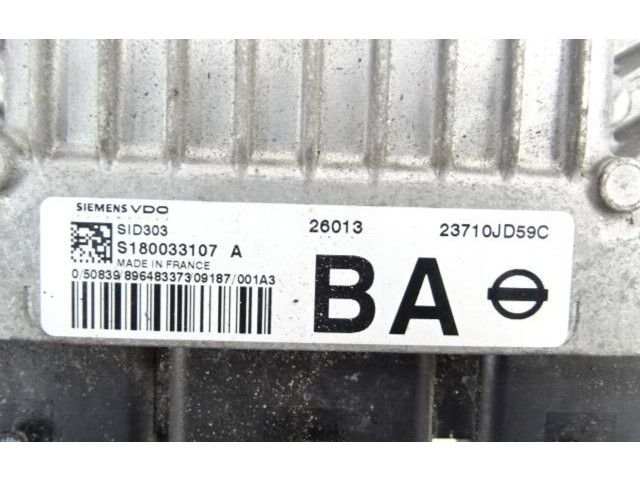 SIEMENS VDO
SID303 26013 23710JD59C
S180033107 A
MADE IN FRANCE
0/50839/896483373/09187/001A3
BA